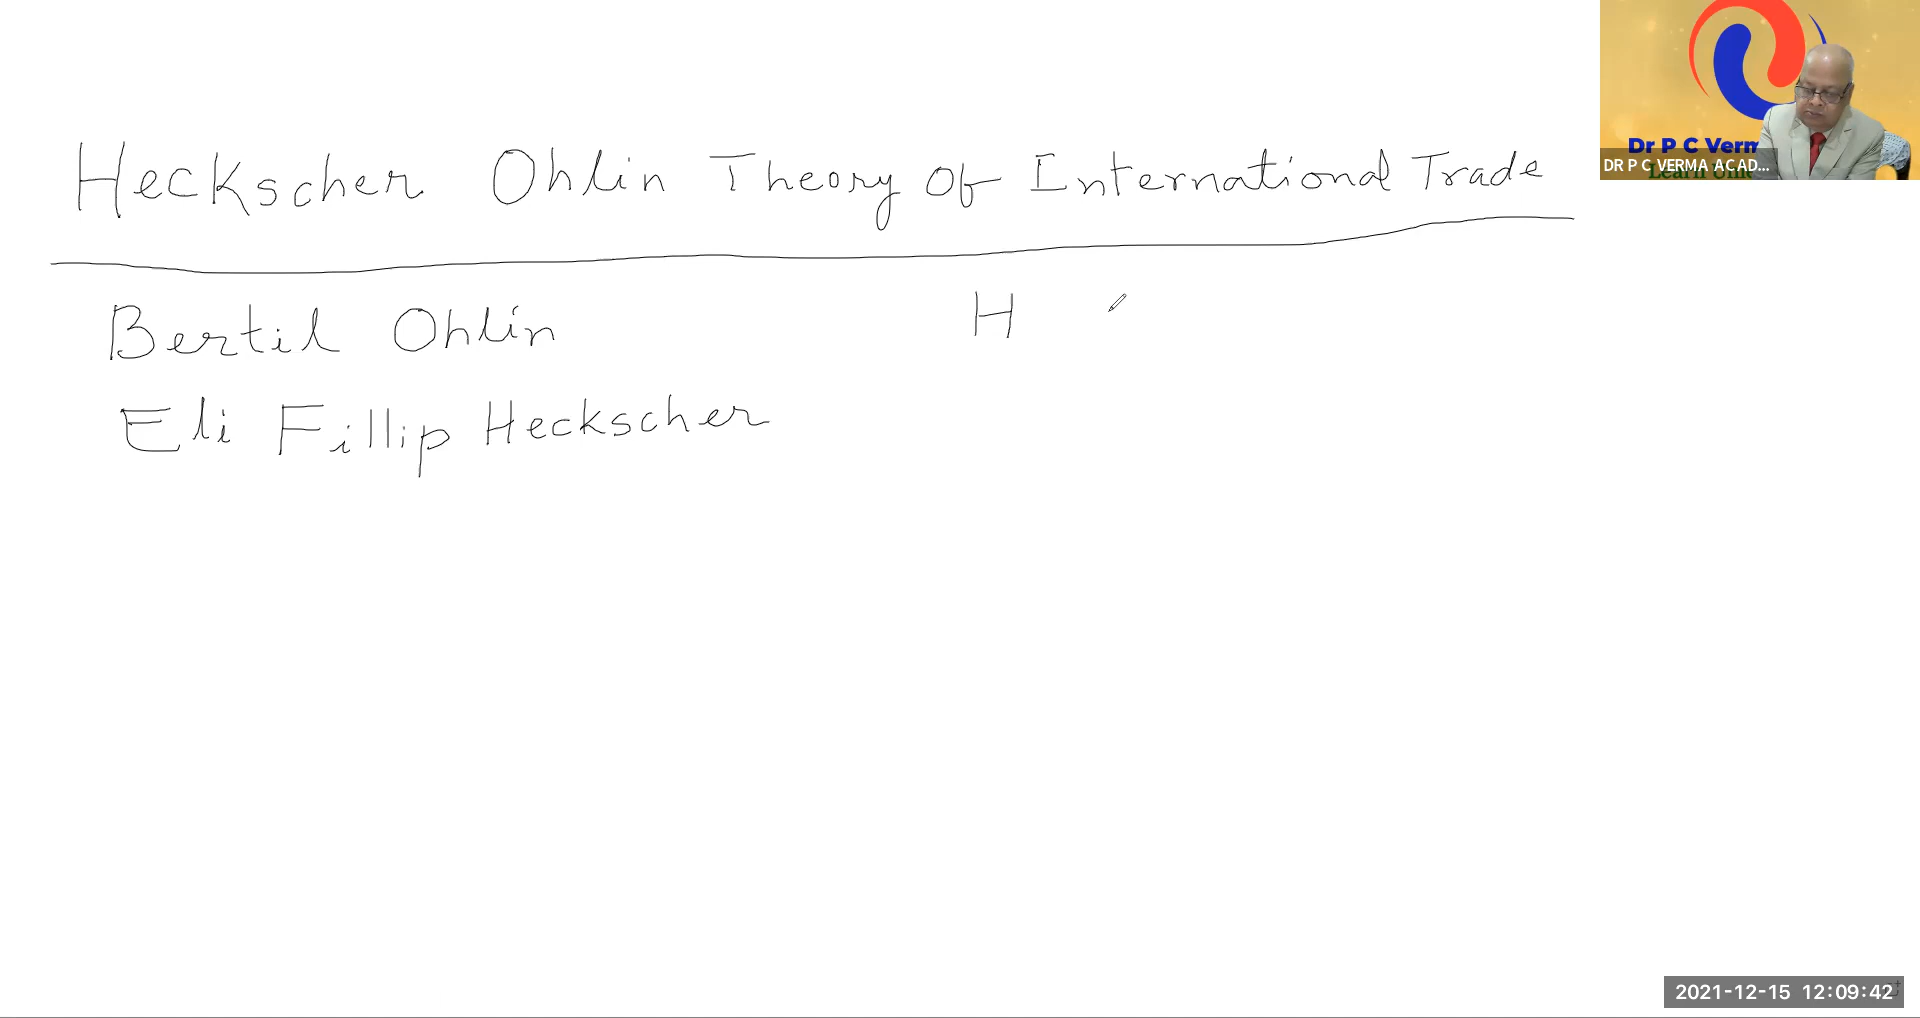 Heckscher Ohlin Theory Of International Trade
Bertil Ohlin H
Eli Fillip Heckscher
Dr P C Verm
DR P C VERMA ACAD...
2021-12-15 12:09:42